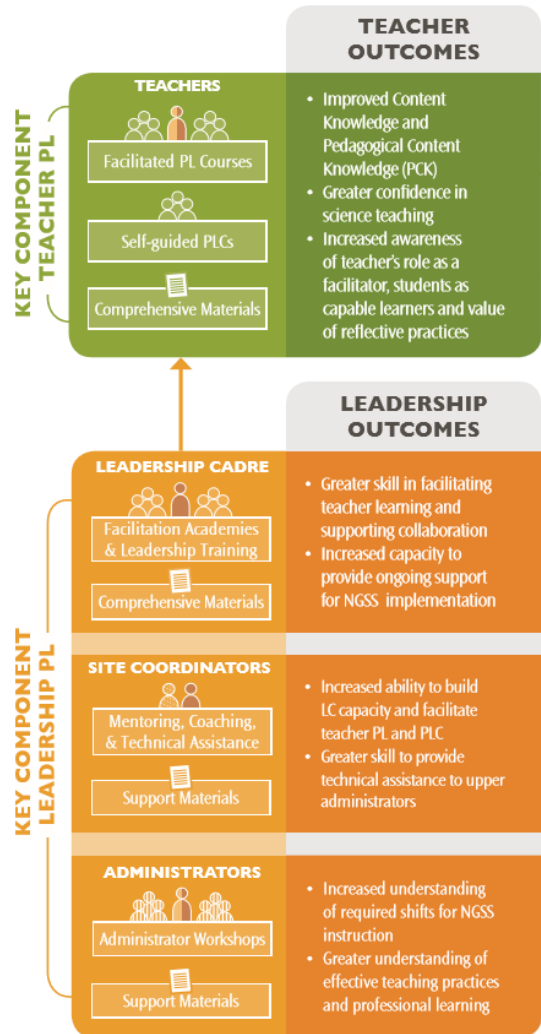 TEACHER
OUTCOMES
KEY COMPONENT
TEACHER PL
TEACHERS
Facilitated PL Courses
Self-guided PLCs
Comprehensive Materials
• Improved Content
Knowledge and
Pedagogical Content
Knowledge (PCK)
• Greater confidence in
science teaching
• Increased awareness
of teacher's role as a
facilitator, students as
capable learners and value
of reflective practices
LEADERSHIP
OUTCOMES
KEY COMPONENT
LEADERSHIP PL
LEADERSHIP CADRE
Facilitation Academies
& Leadership Training
Comprehensive Materials
• Greater skill in facilitating
teacher learning and
supporting collaboration
• Increased capacity to
provide ongoing support
for NGSS implementation
SITE COORDINATORS
Mentoring, Coaching,
& Technical Assistance
Support Materials
• Increased ability to build
LC capacity and facilitate
teacher PL and PLC
• Greater skill to provide
technical assistance to upper
administrators
ADMINISTRATORS
Administrator Workshops
Support Materials
• Increased understanding
of required shifts for NGSS
instruction
• Greater understanding of
effective teaching practices
and professional learning